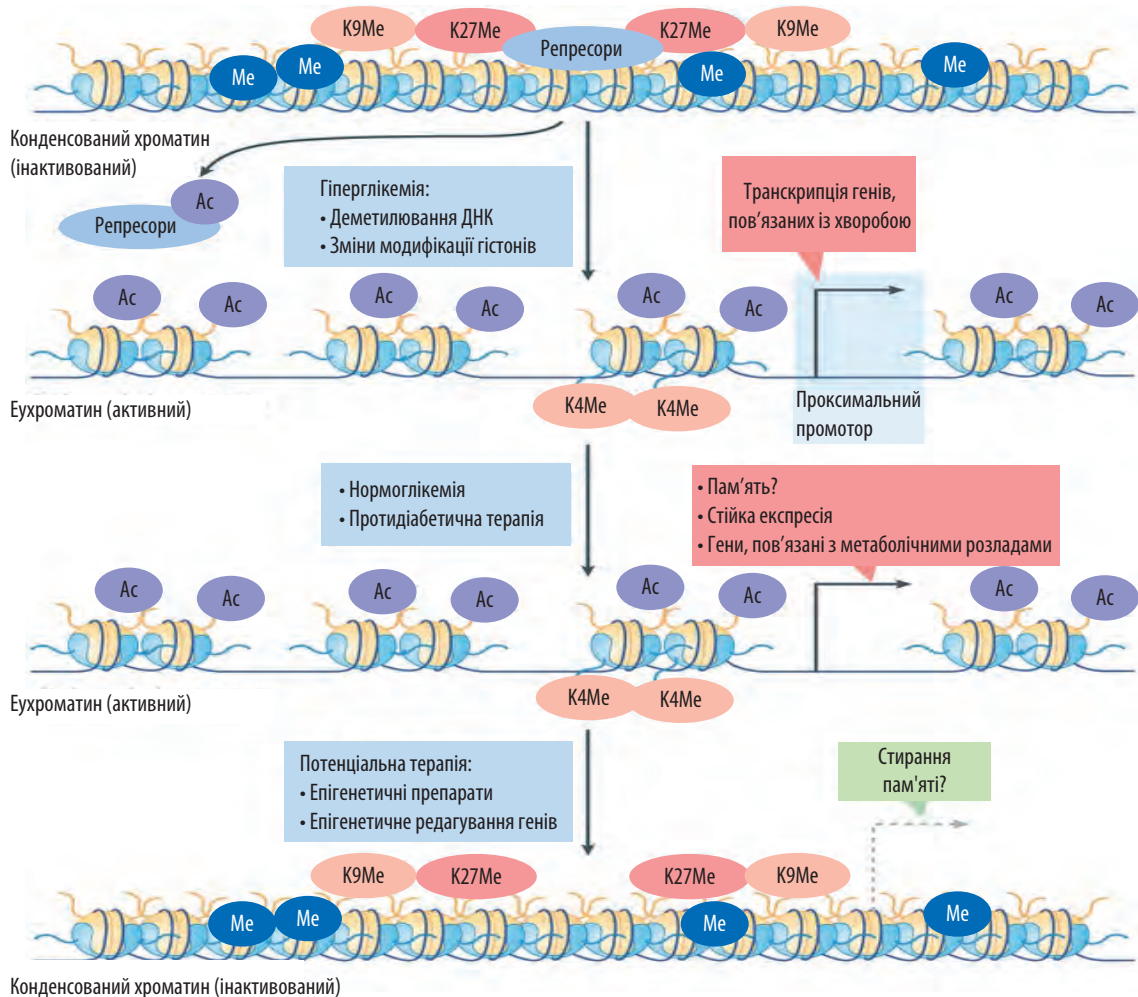 K9Me K27Me Репресори K27Me K9Me
Me Me Me Me
Конденсований хроматин
(інактивований)
Ac
Репресори
Гіперглікемія:
• Деметилювання ДНК
• Зміни модифікації гістонів
Транскрипція генів,
пов’язаних із хворобою
Ac Ac Ac Ac Ac Ac Ac Ac
K4Me K4Me
Проксимальний
промотор
Еухроматин (активний)
• Нормоглікемія
• Протидіабетична терапія
• Пам’ять?
• Стійка експресія
• Гени, пов’язані з метаболічними розладами
Ac Ac Ac Ac Ac Ac Ac Ac
K4Me K4Me
Еухроматин (активний)
Потенціальна терапія:
• Епігенетичні препарати
• Епігенетичне редагування генів
Стирання
пам'яті?
K9Me K27Me K27Me K9Me
Me Me Me Me
Конденсований хроматин (інактивований)